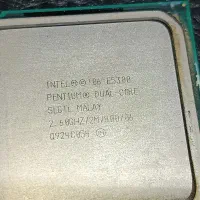 INTEL® '06 E5300
PENTIUM® DUAL-CORE
SLGTL MALAY
2.60GHZ/2M/800/06